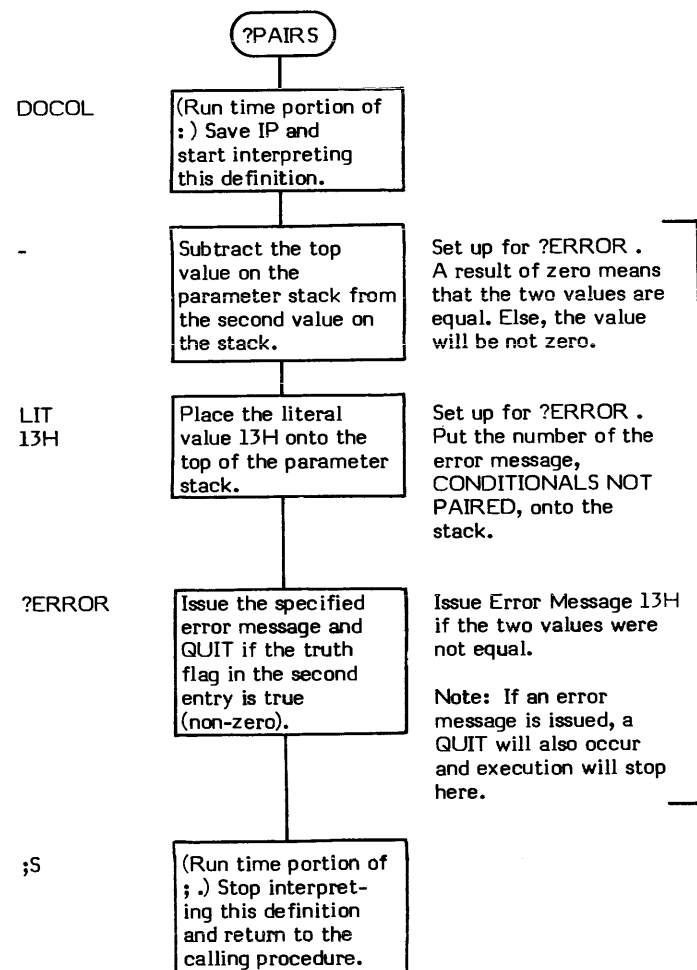 ?PAIRS
DOCOL
(Run time portion of
: ) Save IP and
start interpreting
this definition.
-
Subtract the top
value on the
parameter stack from
the second value on
the stack.
Set up for ?ERROR .
A result of zero means
that the two values are
equal. Else, the value
will be not zero.
LIT
13H
Place the literal
value 13H onto the
top of the parameter
stack.
Set up for ?ERROR .
Put the number of the
error message,
CONDITIONALS NOT
PAIRED, onto the
stack.
?ERROR
Issue the specified
error message and
QUIT if the truth
flag in the second
entry is true
(non-zero).
Issue Error Message 13H
if the two values were
not equal.
Note: If an error
message is issued, a
QUIT will also occur
and execution will stop
here.
;S
(Run time portion of
; .) Stop interpret-
ing this definition
and return to the
calling procedure.